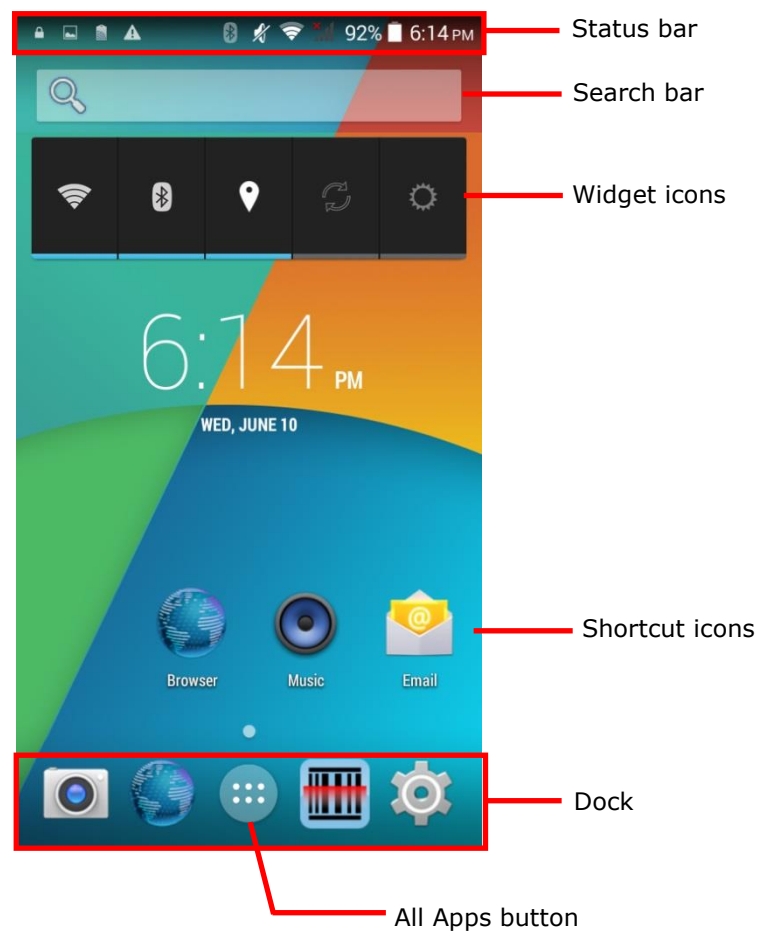 92% 6:14 PM
Status bar
Search bar
Widget icons
6:14 PM
WED, JUNE 10
Browser
Music
Email
Shortcut icons
Dock
All Apps button